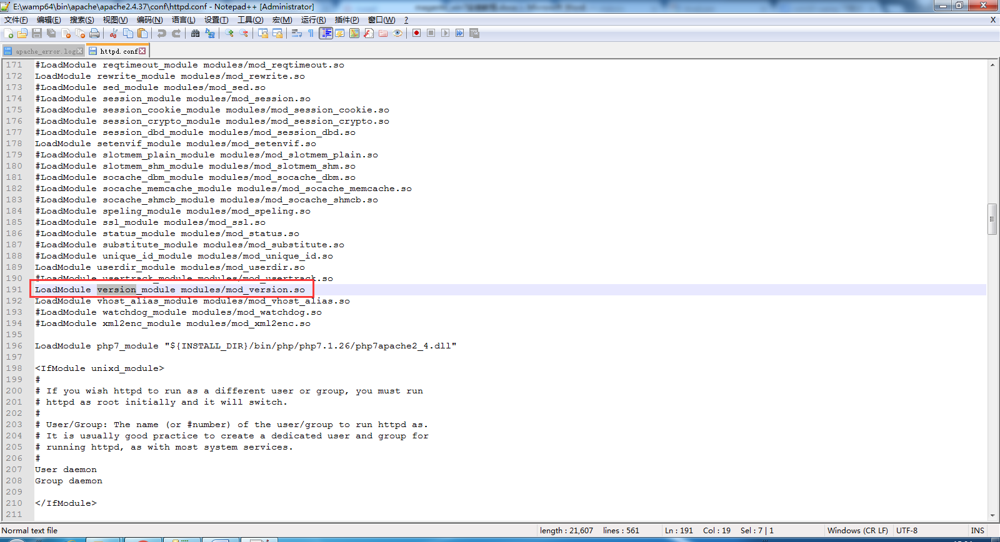 E:\wamp64\bin\apache\apache2.4.37\conf\httpd.conf - Notepad++ [Administrator]
文件(F) 编辑(E) 搜索(S) 视图(V) 编码(N) 语言(L) 设置(T) 工具(O) 宏(M) 运行(R) 插件(P) 窗口(W) ? X
apache_error.log httpd.conf
171 #LoadModule reqtimeout_module modules/mod_reqtimeout.so
172 LoadModule rewrite_module modules/mod_rewrite.so
173 #LoadModule sed_module modules/mod_sed.so
174 #LoadModule session_module modules/mod_session.so
175 #LoadModule session_cookie_module modules/mod_session_cookie.so
176 #LoadModule session_crypto_module modules/mod_session_crypto.so
177 #LoadModule session_dbd_module modules/mod_session_dbd.so
178 LoadModule setenvif_module modules/mod_setenvif.so
179 #LoadModule slotmem_plain_module modules/mod_slotmem_plain.so
180 #LoadModule slotmem_shm_module modules/mod_slotmem_shm.so
181 #LoadModule socache_dbm_module modules/mod_socache_dbm.so
182 #LoadModule socache_memcache_module modules/mod_socache_memcache.so
183 #LoadModule socache_shmcb_module modules/mod_socache_shmcb.so
184 #LoadModule speling_module modules/mod_speling.so
185 #LoadModule ssl_module modules/mod_ssl.so
186 #LoadModule status_module modules/mod_status.so
187 #LoadModule substitute_module modules/mod_substitute.so
188 #LoadModule unique_id_module modules/mod_unique_id.so
189 LoadModule userdir_module modules/mod_userdir.so
190 #LoadModule usertrack_module modules/mod_usertrack.so
191 LoadModule version_module modules/mod_version.so
192 LoadModule vhost_alias_module modules/mod_vhost_alias.so
193 #LoadModule watchdog_module modules/mod_watchdog.so
194 #LoadModule xml2enc_module modules/mod_xml2enc.so
195
196 LoadModule php7_module "${INSTALL_DIR}/bin/php/php7.1.26/php7apache2_4.dll"
197
198 <IfModule unixd_module>
199 #
200 # If you wish httpd to run as a different user or group, you must run
201 # httpd as root initially and it will switch.
202 #
203 # User/Group: The name (or #number) of the user/group to run httpd as.
204 # It is usually good practice to create a dedicated user and group for
205 # running httpd, as with most system services.
206 #
207 User daemon
208 Group daemon
209
210 </IfModule>
211
Normal text file length : 21,607 lines : 561 Ln : 191 Col : 19 Sel : 7 | 1 Windows (CR LF) UTF-8 INS